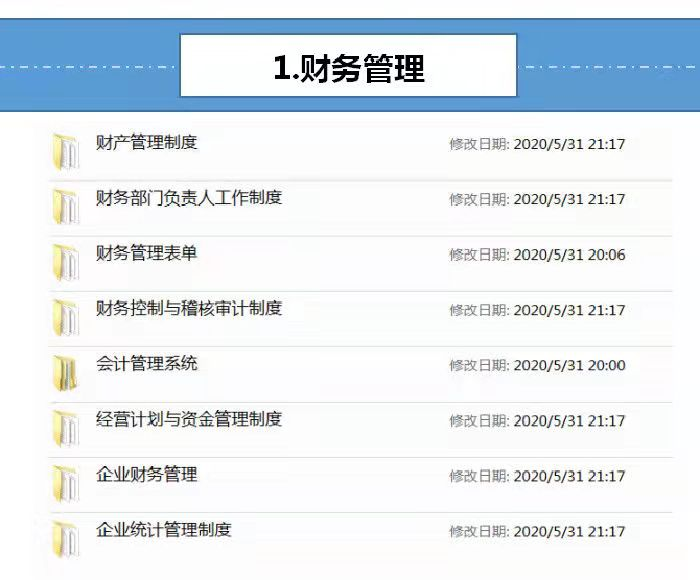 1.财务管理
财产管理制度 修改日期: 2020/5/31 21:17
财务部门负责人工作制度 修改日期: 2020/5/31 21:17
财务管理表单 修改日期: 2020/5/31 20:06
财务控制与稽核审计制度 修改日期: 2020/5/31 21:17
会计管理系统 修改日期: 2020/5/31 20:00
经营计划与资金管理制度 修改日期: 2020/5/31 21:17
企业财务管理 修改日期: 2020/5/31 21:17
企业统计管理制度 修改日期: 2020/5/31 21:17